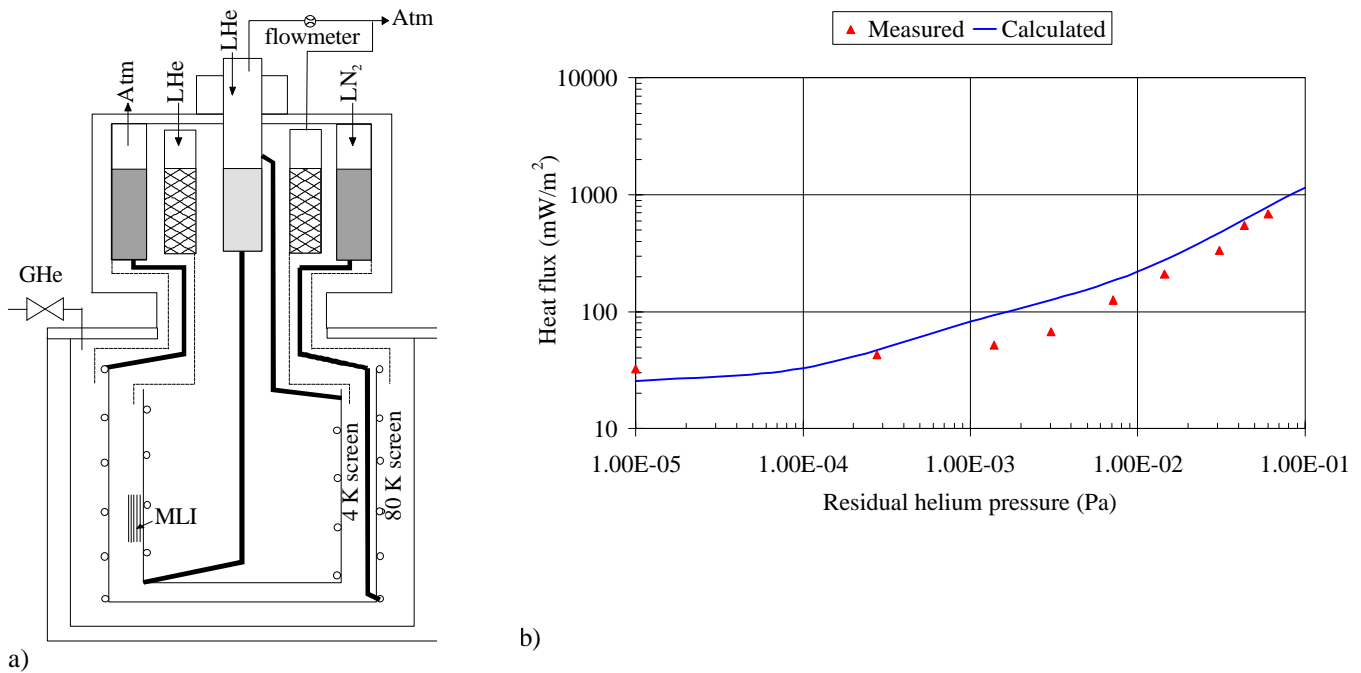 Atm
LHe
flowmeter
Atm
LHe
LN₂
GHe
4 K screen
80 K screen
MLI
a)
Measured
Calculated
Heat flux (mW/m²)
10000
1000
100
10
1.00E-05
1.00E-04
1.00E-03
1.00E-02
1.00E-01
Residual helium pressure (Pa)
b)